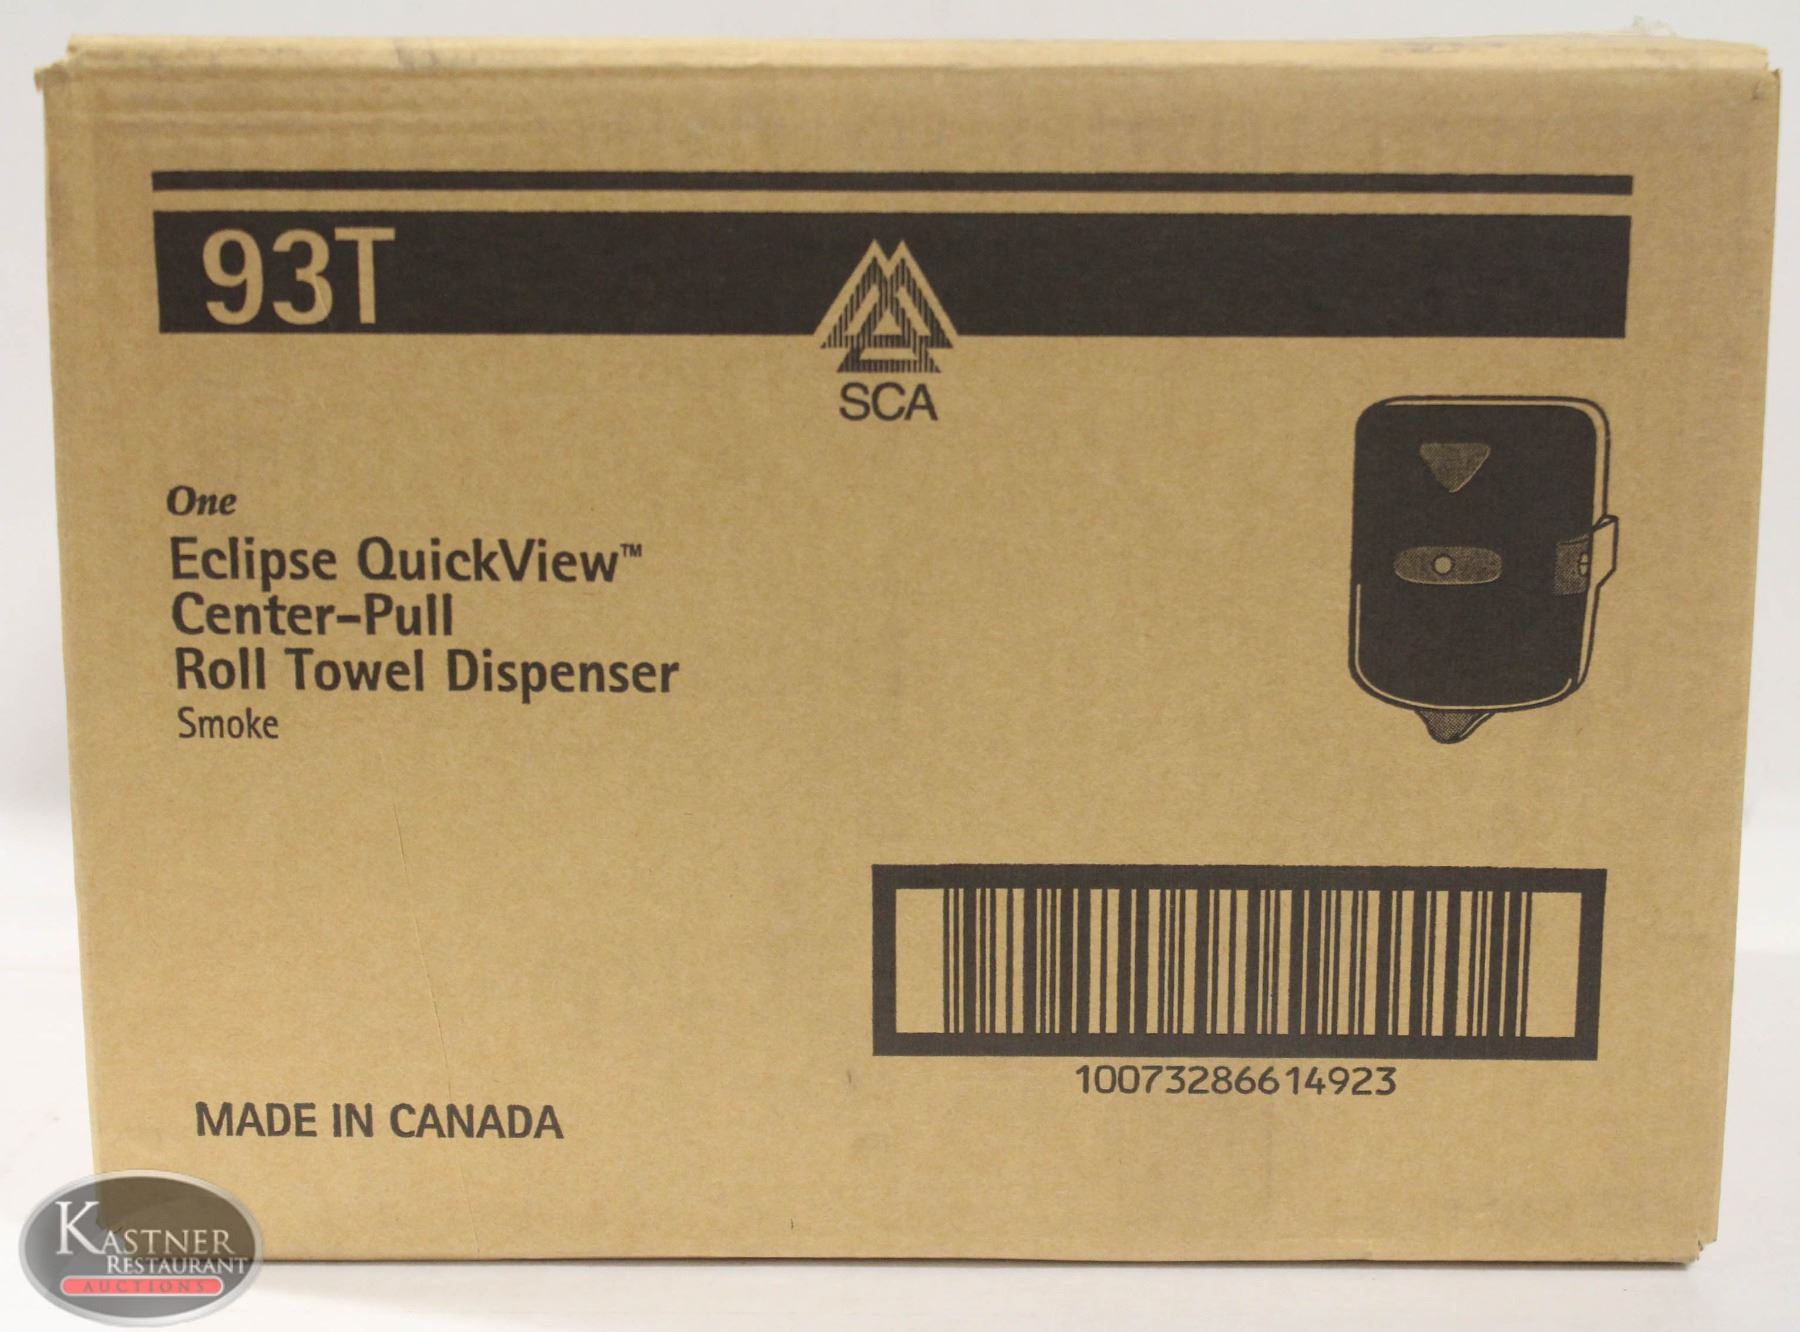 93T
SCA
One
Eclipse QuickView™
Center-Pull
Roll Towel Dispenser
Smoke
10073286614923
MADE IN CANADA
KASTNER
RESTAURANT
AUCTIONS